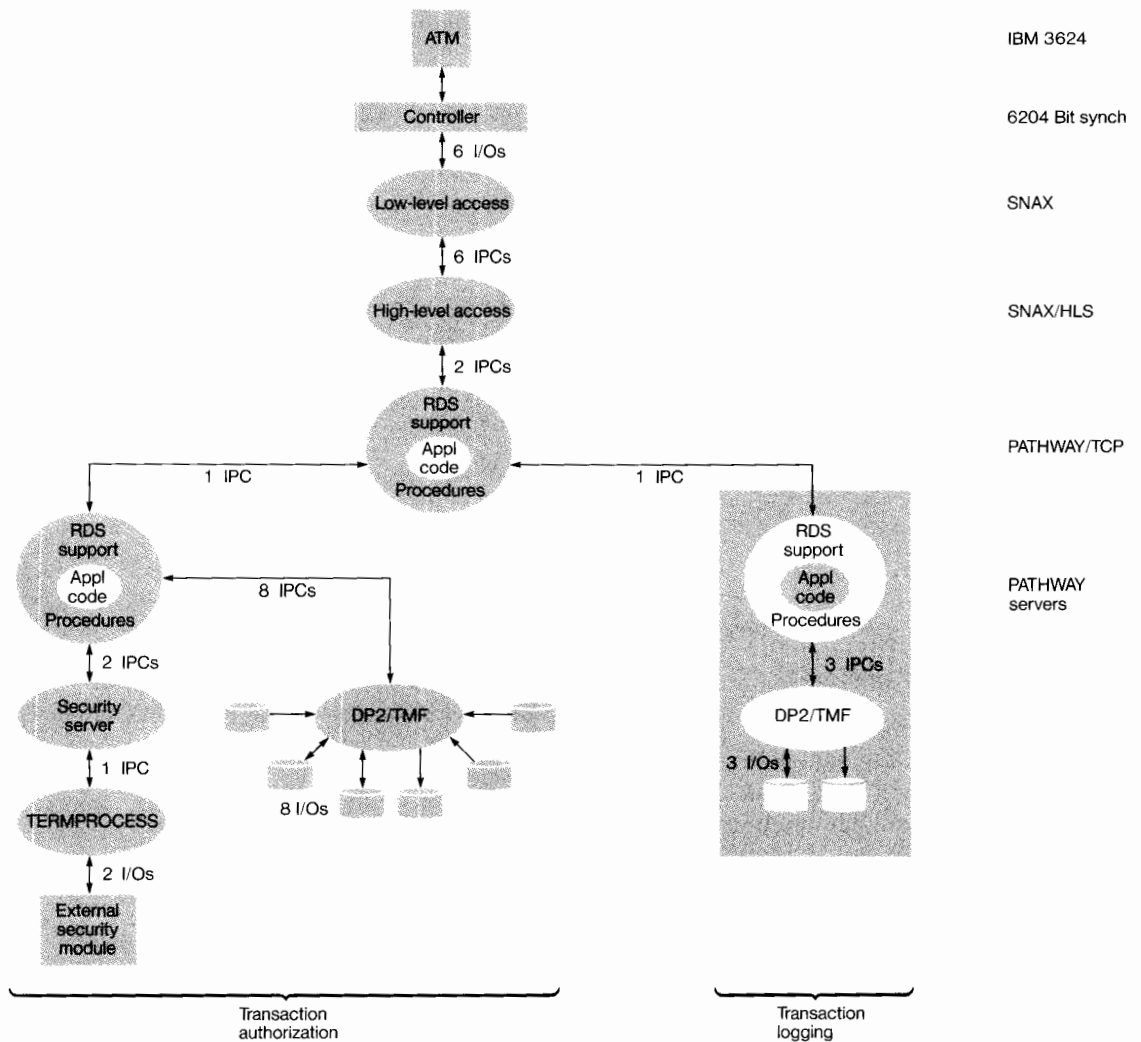 ATM
IBM 3624
Controller
6204 Bit synch
6 I/Os
Low-level access
SNAX
6 IPCs
High-level access
SNAX/HLS
2 IPCs
RDS
support
Appl
code
Procedures
PATHWAY/TCP
1 IPC
1 IPC
RDS
support
Appl
code
Procedures
8 IPCs
RDS
support
Appl
code
Procedures
PATHWAY
servers
2 IPCs
3 IPCs
Security
server
DP2/TMF
DP2/TMF
1 IPC
3 I/Os
8 I/Os
TERMPROCESS
2 I/Os
External
security
module
Transaction
authorization
Transaction
logging